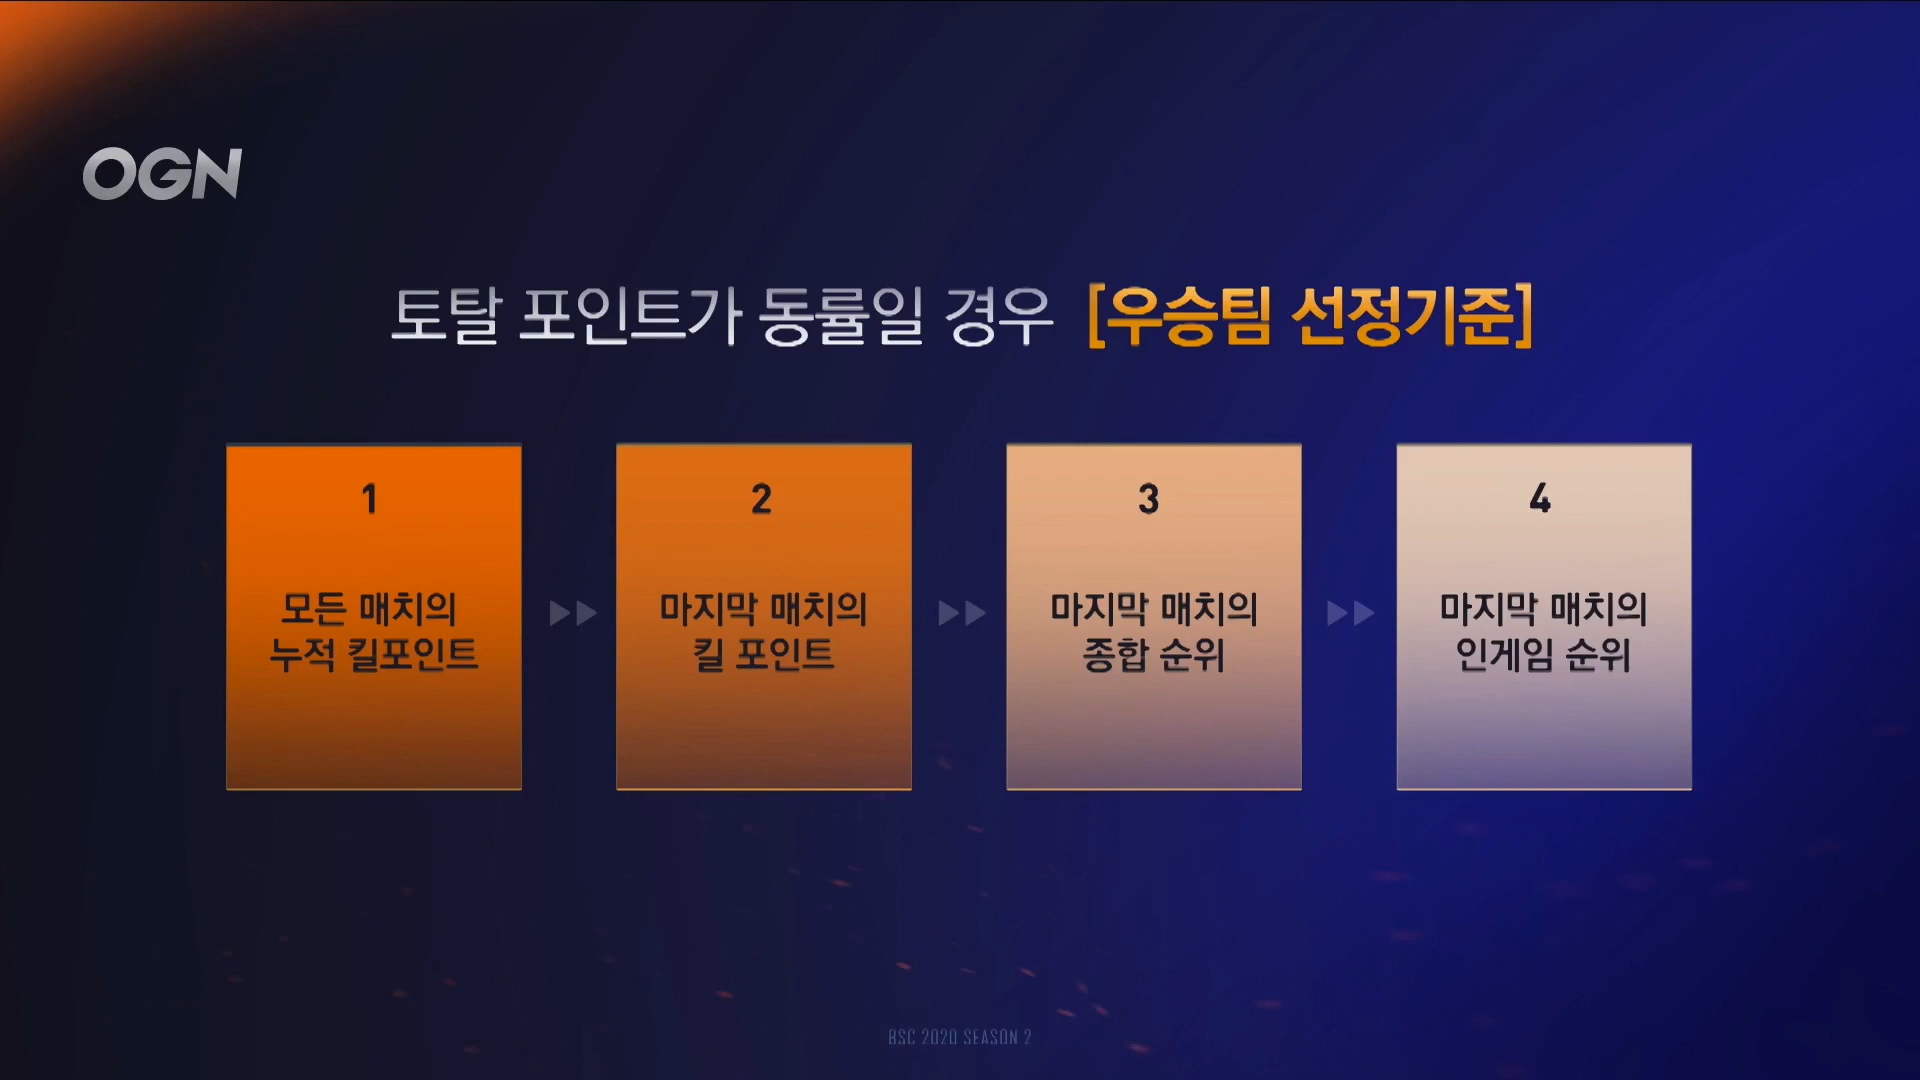 OGN
토탈 포인트가 동률일 경우 [우승팀 선정기준]
1
모든 매치의
누적 킬포인트
2
마지막 매치의
킬 포인트
3
마지막 매치의
종합 순위
4
마지막 매치의
인게임 순위
BSC 2020 SEASON 2